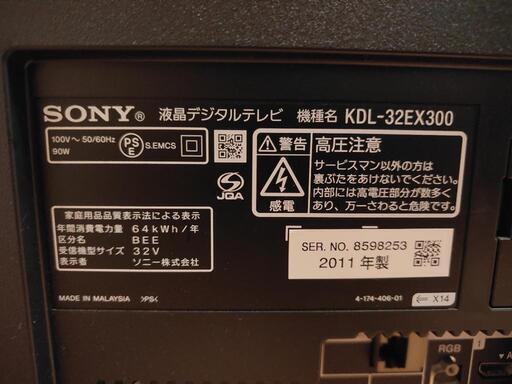 SONY® 液晶デジタルテレビ 機種名 KDL-32EX300
100V～ 50/60Hz
90W
PS
E
S.EMCS
JQA
警告 高圧注意
感電
サービスマン以外の方は
裏ぶたをあけないでください。
内部には高電圧部分が数多く
あり、万一さわると危険です。
家庭用品品質表示法による表示
年間消費電力量 64kWh/年
区分名 BEE
受信機型サイズ 32V
表示者 ソニー株式会社
SER. NO. 8598253
2011年製
MADE IN MALAYSIA
4-174-406-01
X14
RGB
1